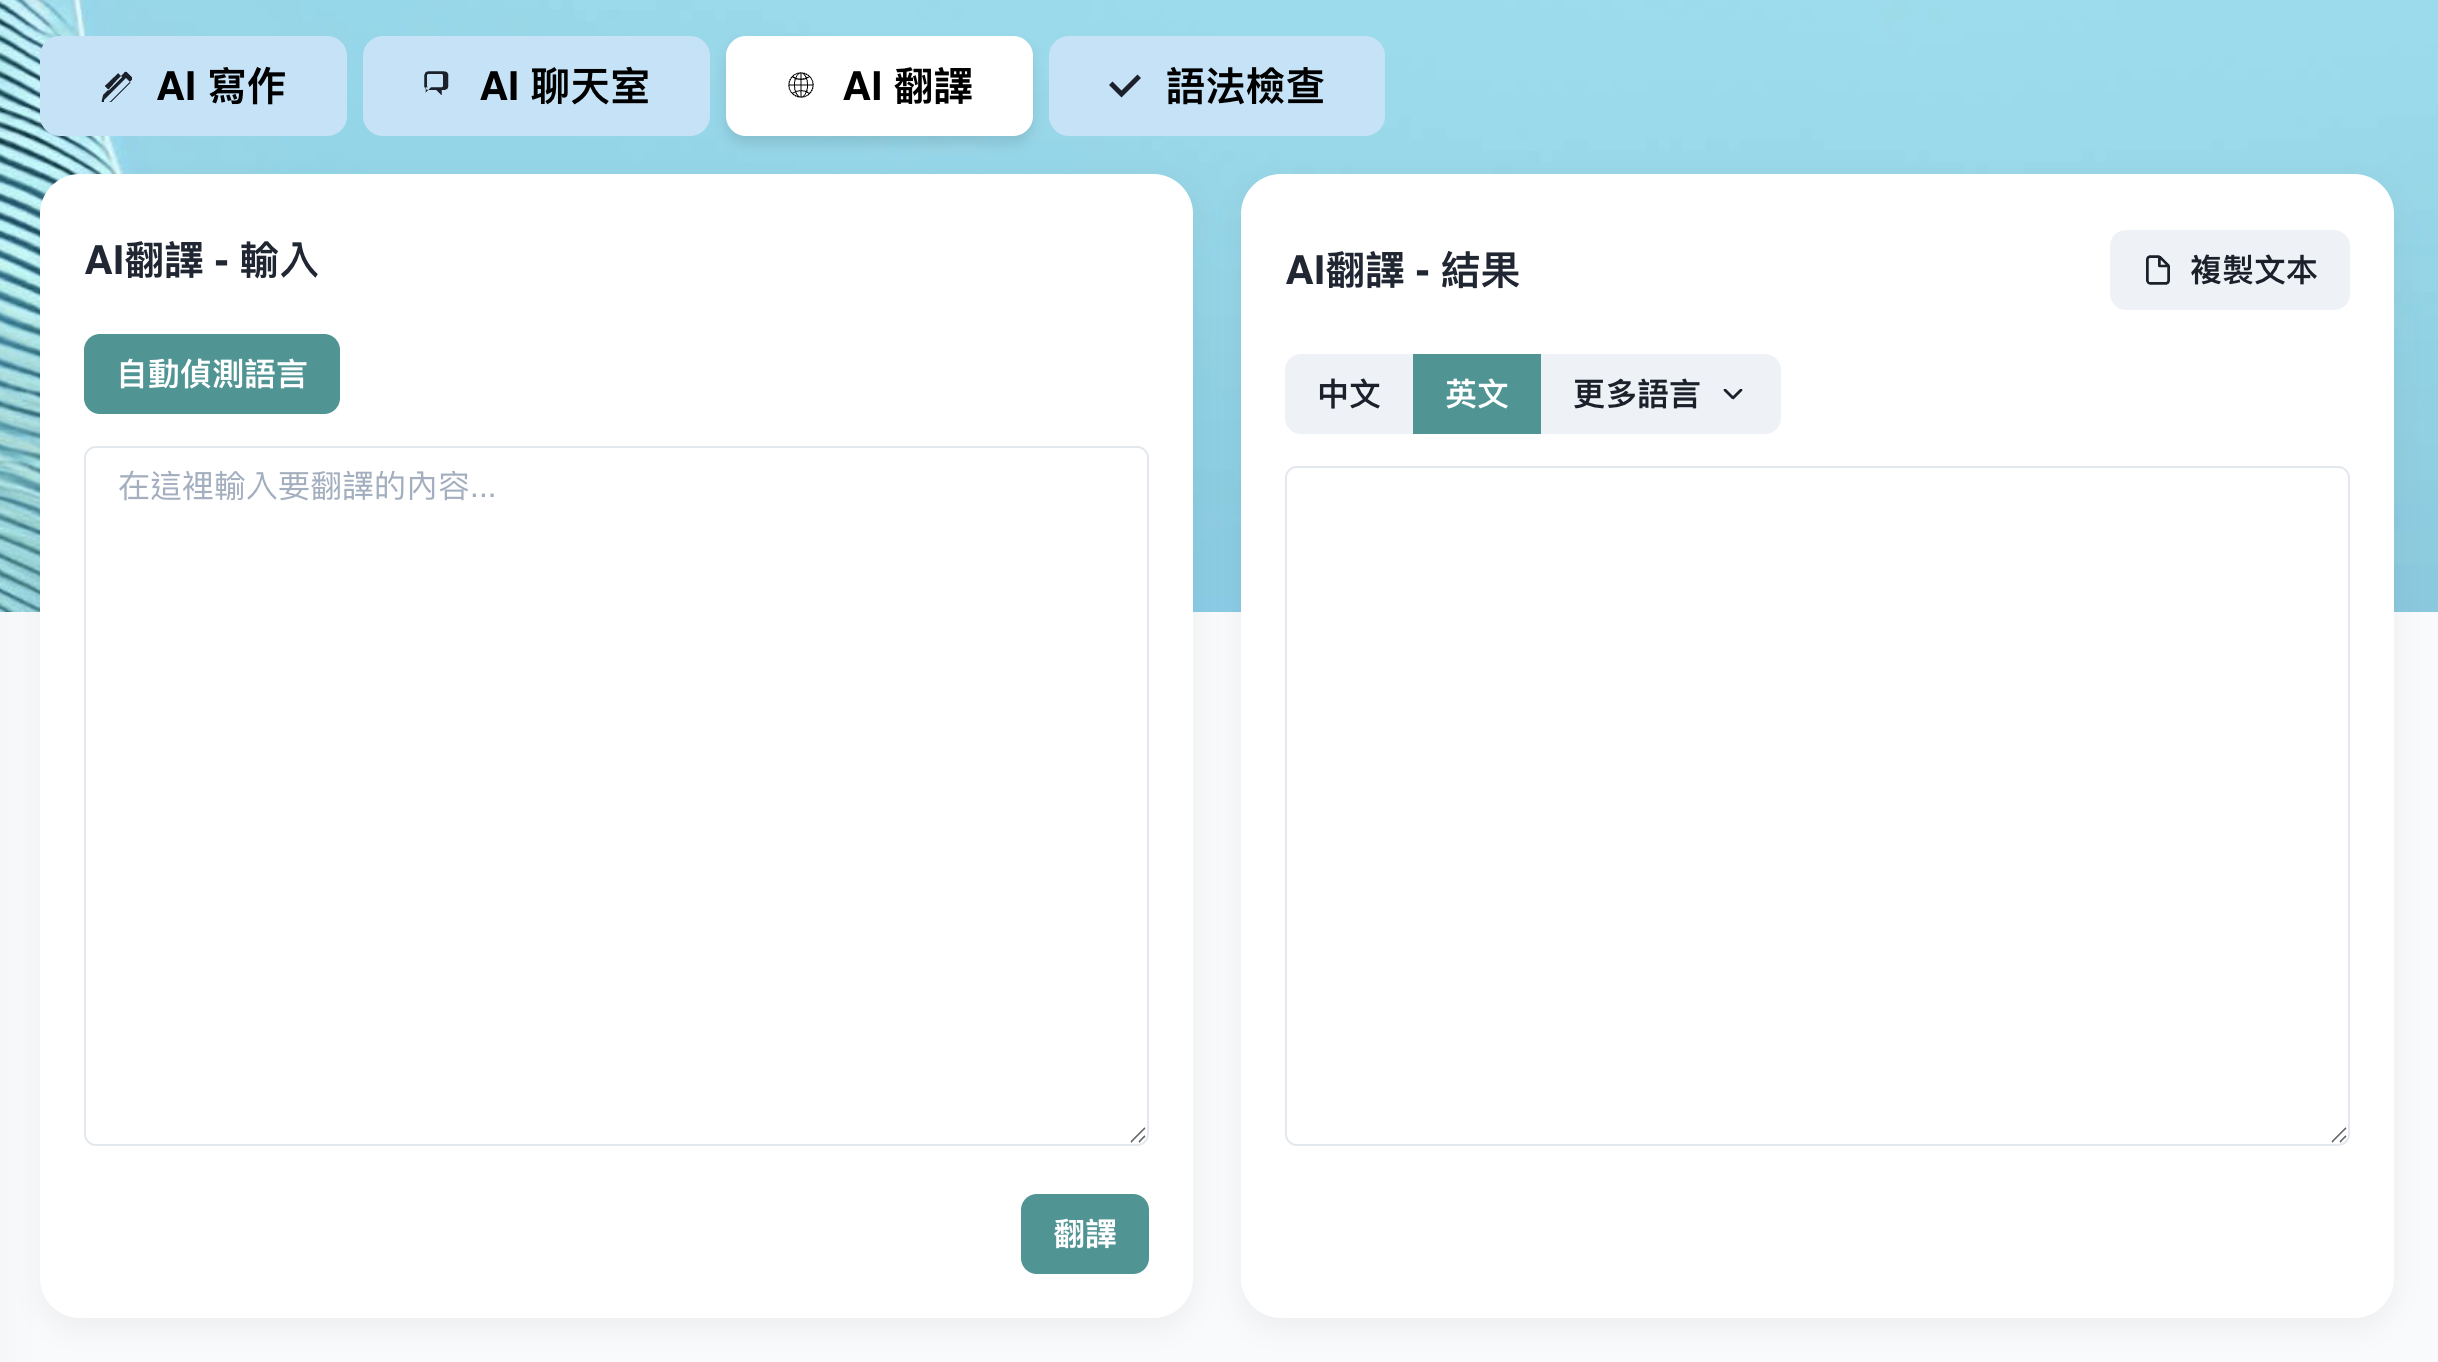 AI 寫作
AI 聊天室
AI 翻譯
語法檢查
AI翻譯 - 輸入
自動偵測語言
在這裡輸入要翻譯的內容...
翻譯
AI翻譯 - 結果
複製文本
中文
英文
更多語言